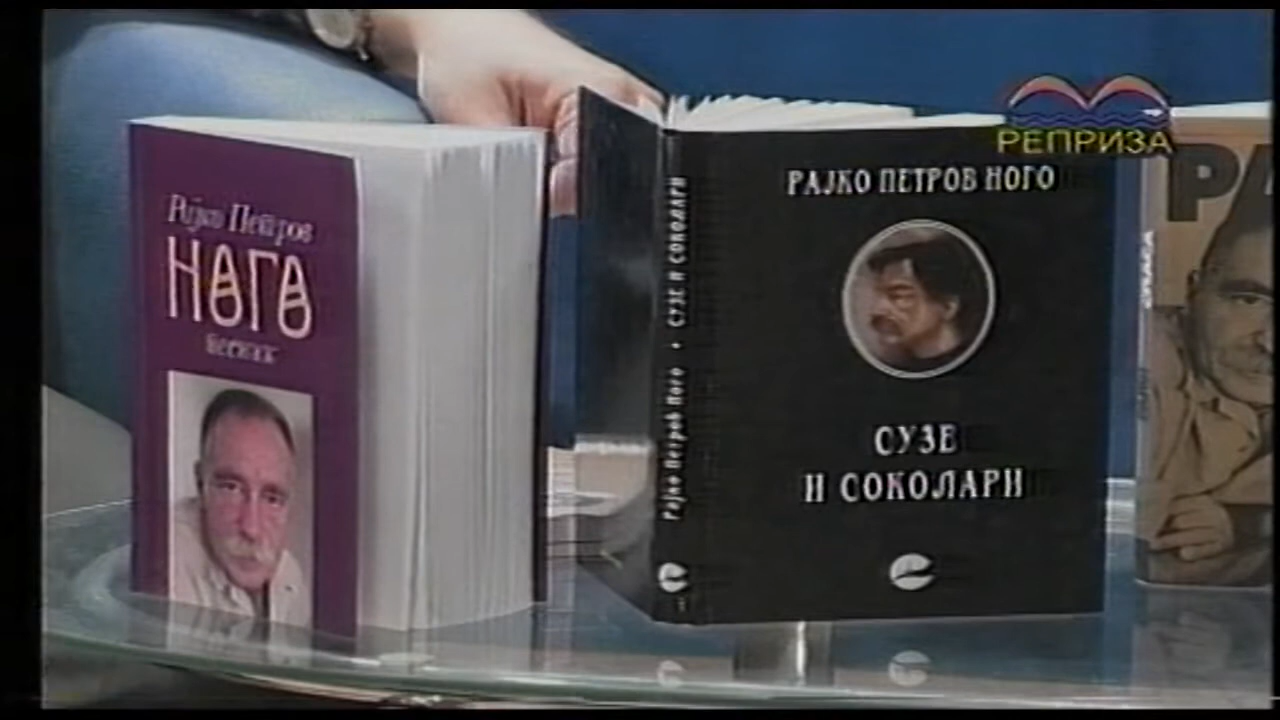 РЕПРИЗА
Рајко Петров
НОГО
песник
Рајко Петров Ного • СУЗЕ И СОКОЛАРИ
РАЈКО ПЕТРОВ НОГО
СУЗЕ
И СОКОЛАРИ